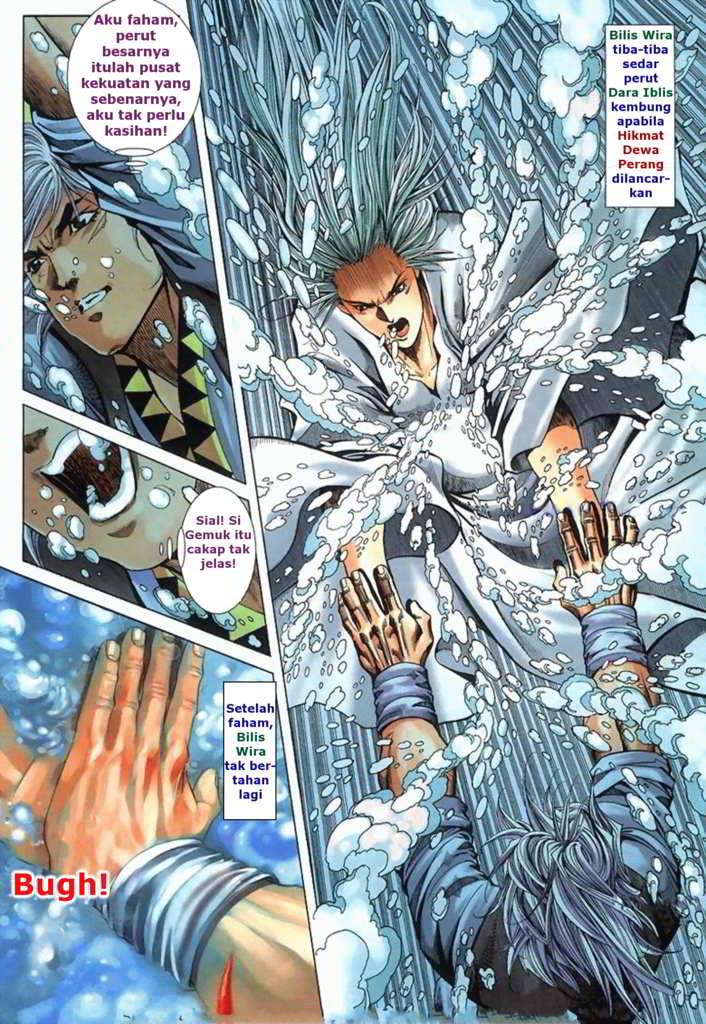 Aku faham,
perut
besarnya
itulah pusat
kekuatan yang
sebenarnya,
aku tak perlu
kasihan!
Bilis Wira
tiba-tiba
sedar
perut
Dara Iblis
kembung
apabila
Hikmat
Dewa
Perang
dilancar-
kan
Sial! Si
Gemuk itu
cakap tak
jelas!
Setelah
faham,
Bilis
Wira
tak ber-
tahan
lagi
Bugh!